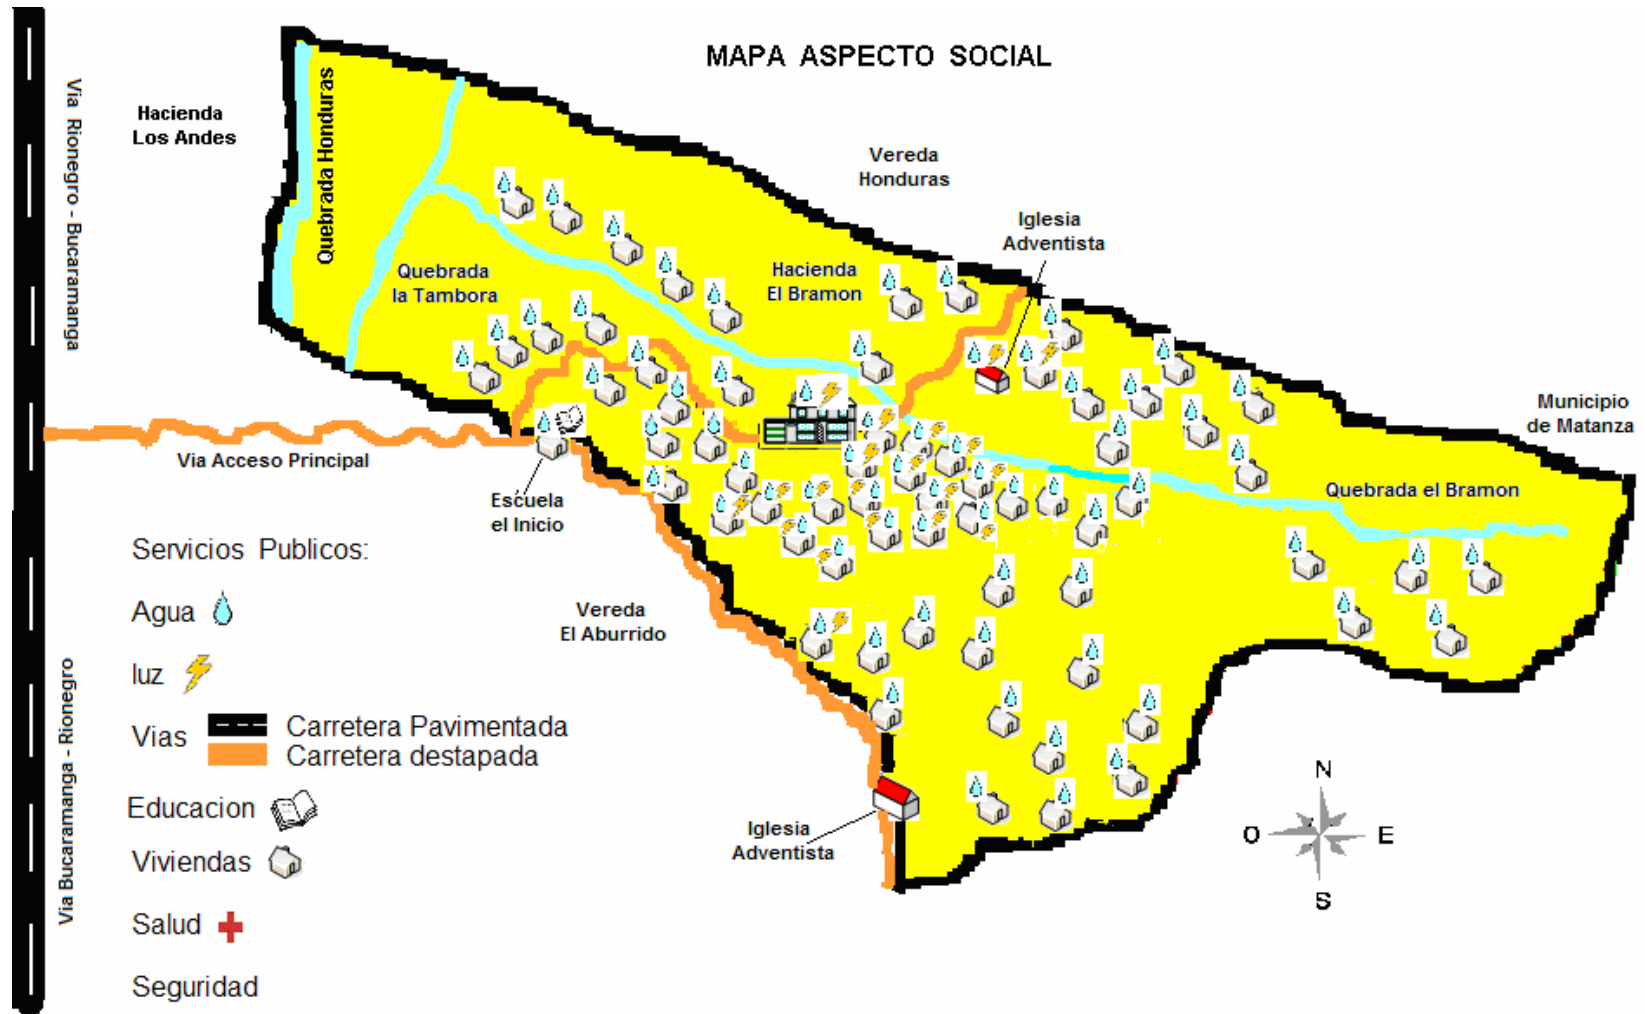 MAPA ASPECTO SOCIAL
Via Rionegro - Bucaramanga
Hacienda
Los Andes
Quebrada Honduras
Vereda
Honduras
Iglesia
Adventista
Quebrada
la Tambora
Hacienda
El Bramon
Municipio
de Matanza
Via Acceso Principal
Escuela
el Inicio
Quebrada el Bramon
Servicios Publicos:
Agua
luz
Vereda
El Aburrido
Vias
Carretera Pavimentada
Carretera destapada
Via Bucaramanga - Rionegro
Educacion
Iglesia
Adventista
Viviendas
Salud
Seguridad
N
O
E
S